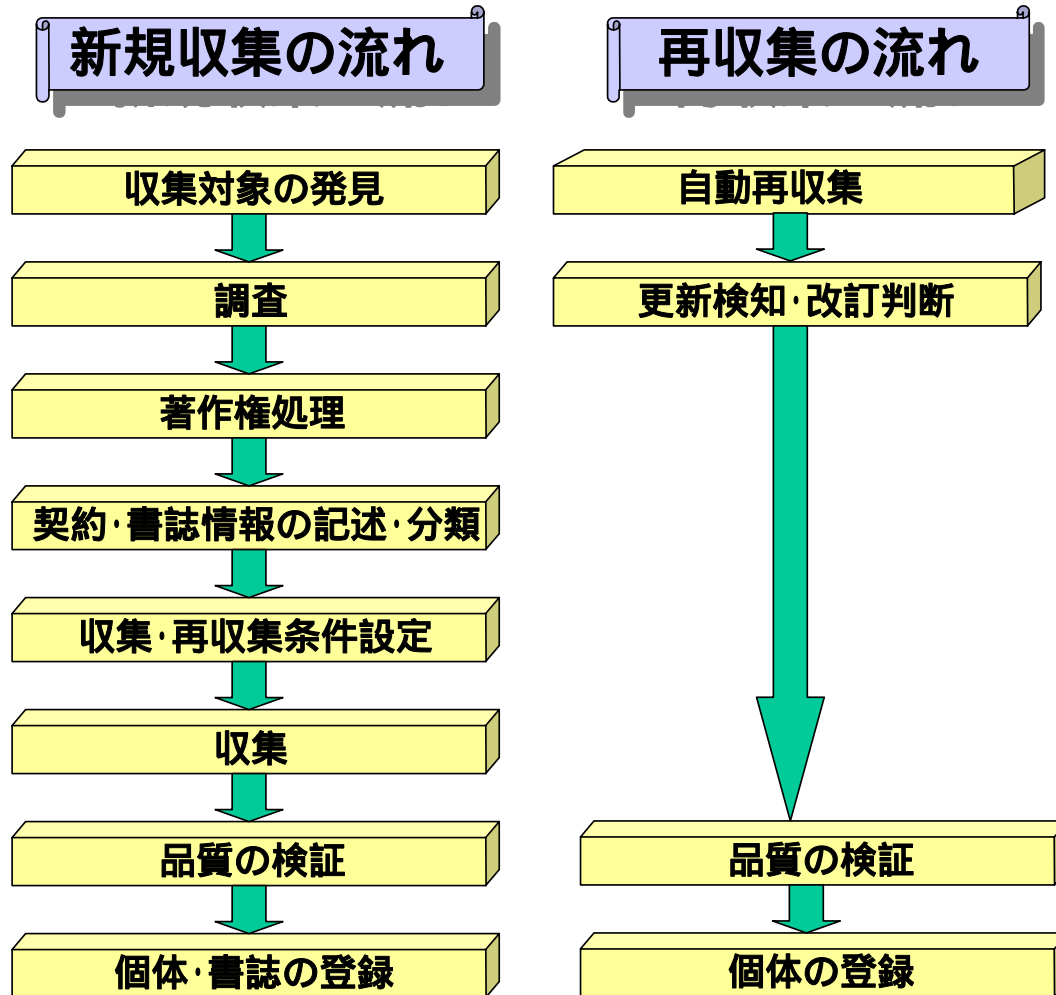 新規収集の流れ
収集対象の発見
調査
著作権処理
契約·書誌情報の記述·分類
収集·再収集条件設定
収集
品質の検証
個体·書誌の登録
再収集の流れ
自動再収集
更新検知·改訂判断
品質の検証
個体の登録